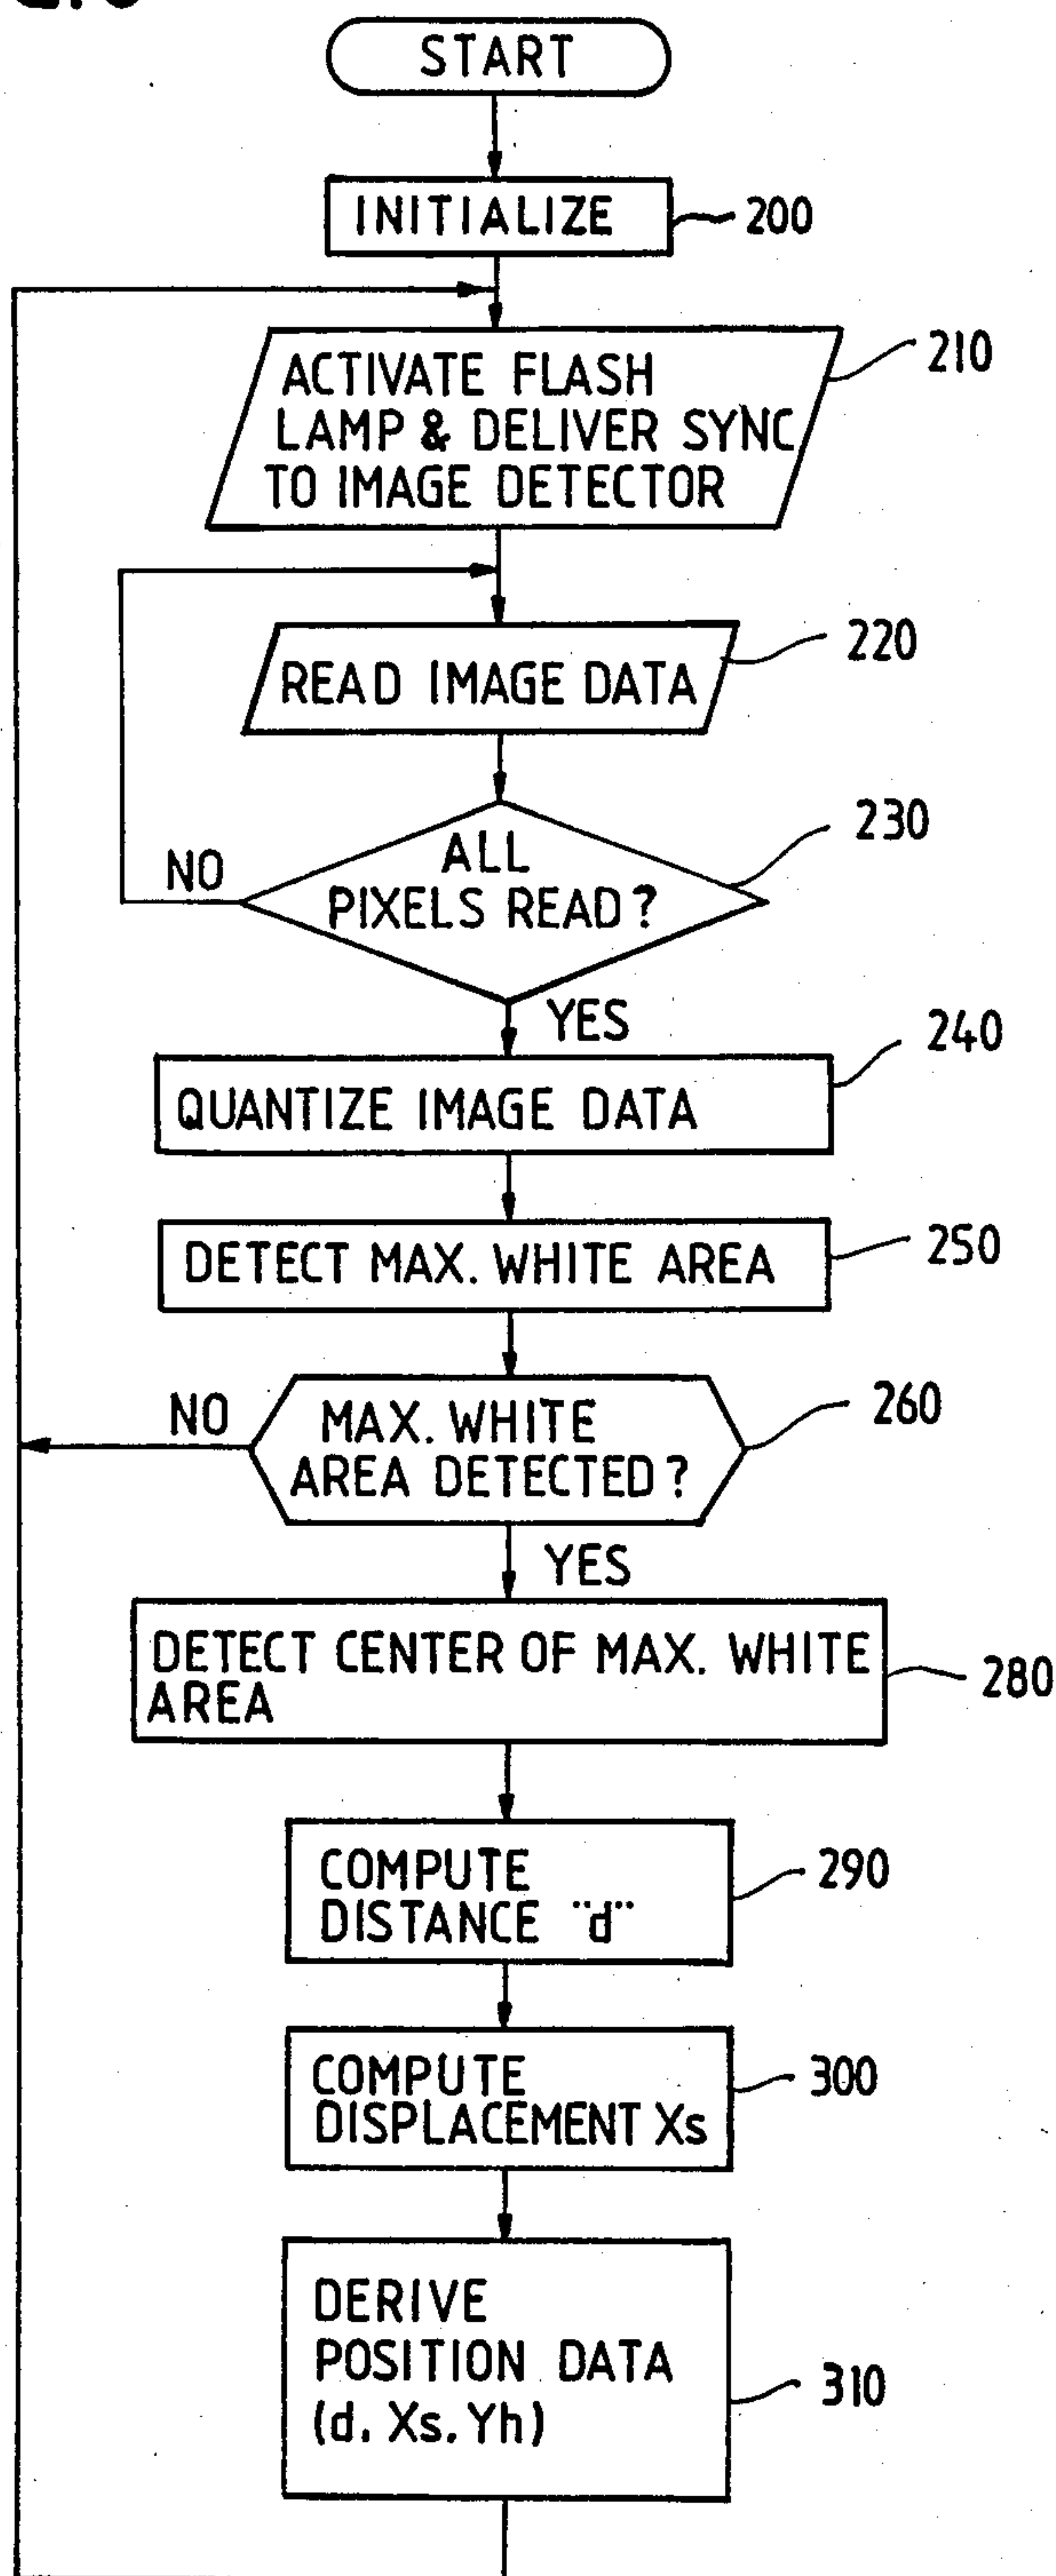 START
INITIALIZE
200
ACTIVATE FLASH
LAMP & DELIVER SYNC
TO IMAGE DETECTOR
210
READ IMAGE DATA
220
ALL
PIXELS READ?
230
NO
YES
QUANTIZE IMAGE DATA
240
DETECT MAX. WHITE AREA
250
MAX. WHITE
AREA DETECTED?
260
NO
YES
DETECT CENTER OF MAX. WHITE
AREA
280
COMPUTE
DISTANCE "d"
290
COMPUTE
DISPLACEMENT Xs
300
DERIVE
POSITION DATA
(d. Xs. Yh)
310